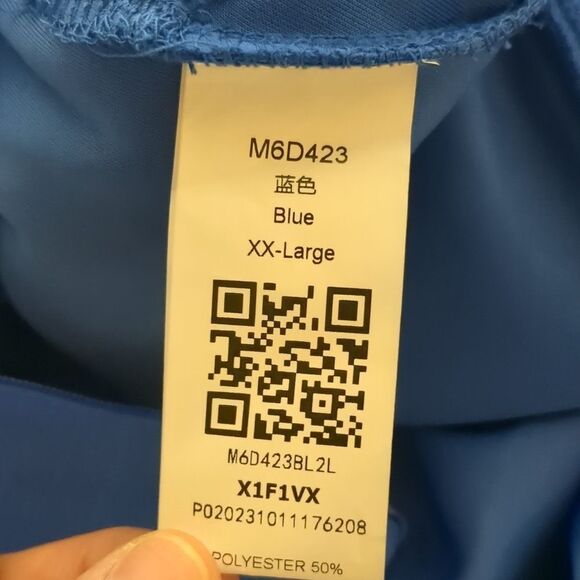 M6D423
蓝色
Blue
XX-Large
M6D423BL2L
X1F1VX
P020231011176208
POLYESTER 50%